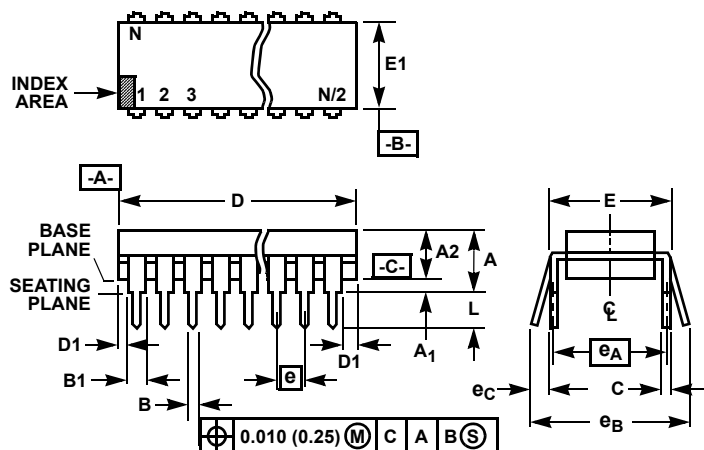 N
INDEX
AREA
1 2 3 N/2
E1
-B-
-A-
D
E
BASE
PLANE
A2
A
-C-
SEATING
PLANE
L
C
L
D1
B1
A1
D1
e
eA
B
eC
C
eB
⌖ 0.010 (0.25) Ⓜ C A B Ⓢ